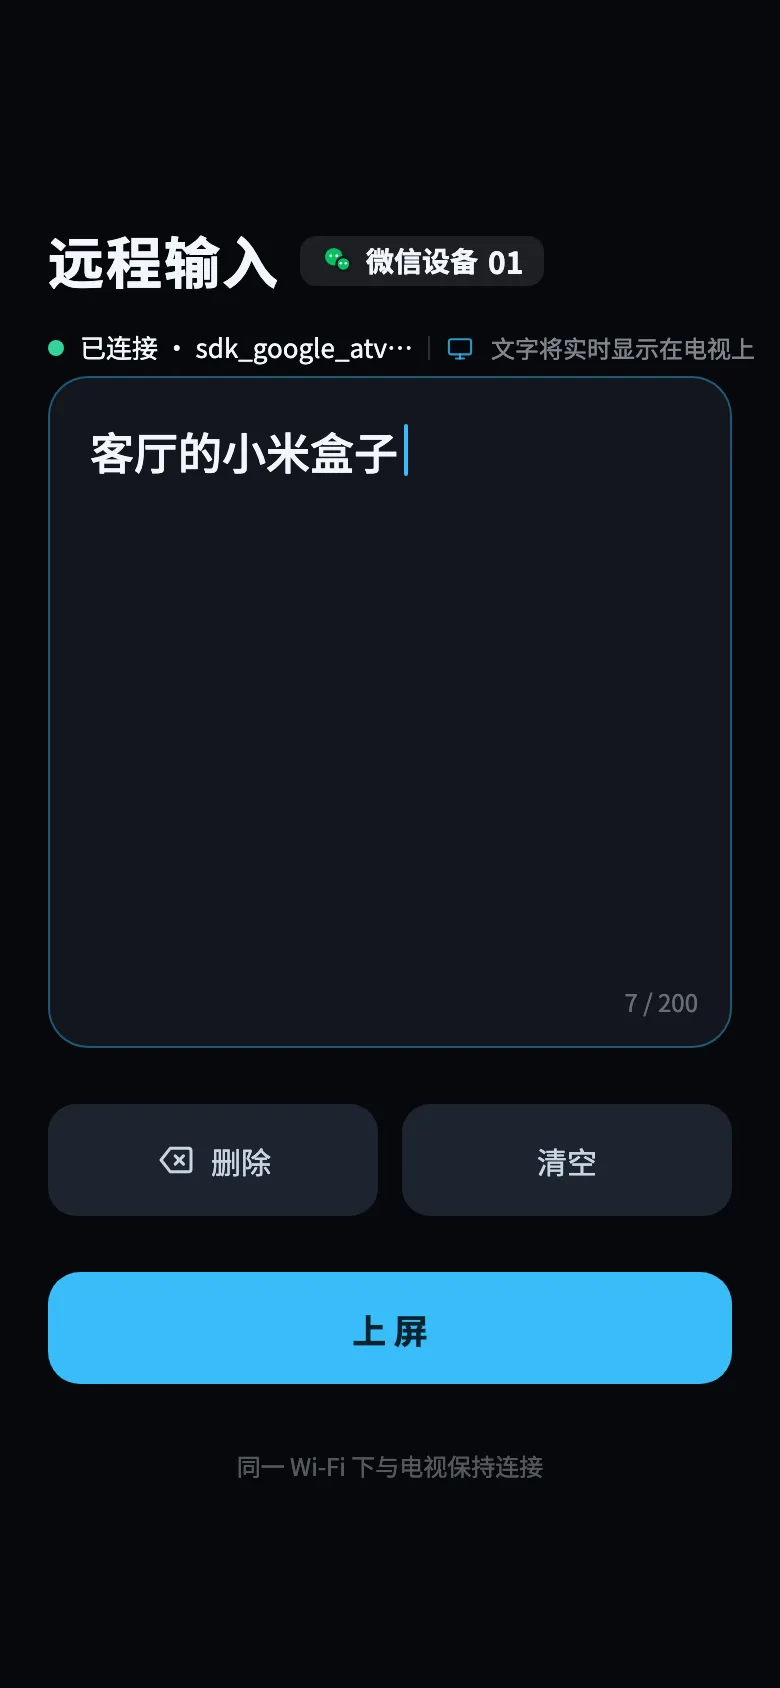 远程输入 微信设备 01
已连接 · sdk_google_atv… 文字将实时显示在电视上
客厅的小米盒子
7 / 200
删除 清空
上屏
同一 Wi-Fi 下与电视保持连接